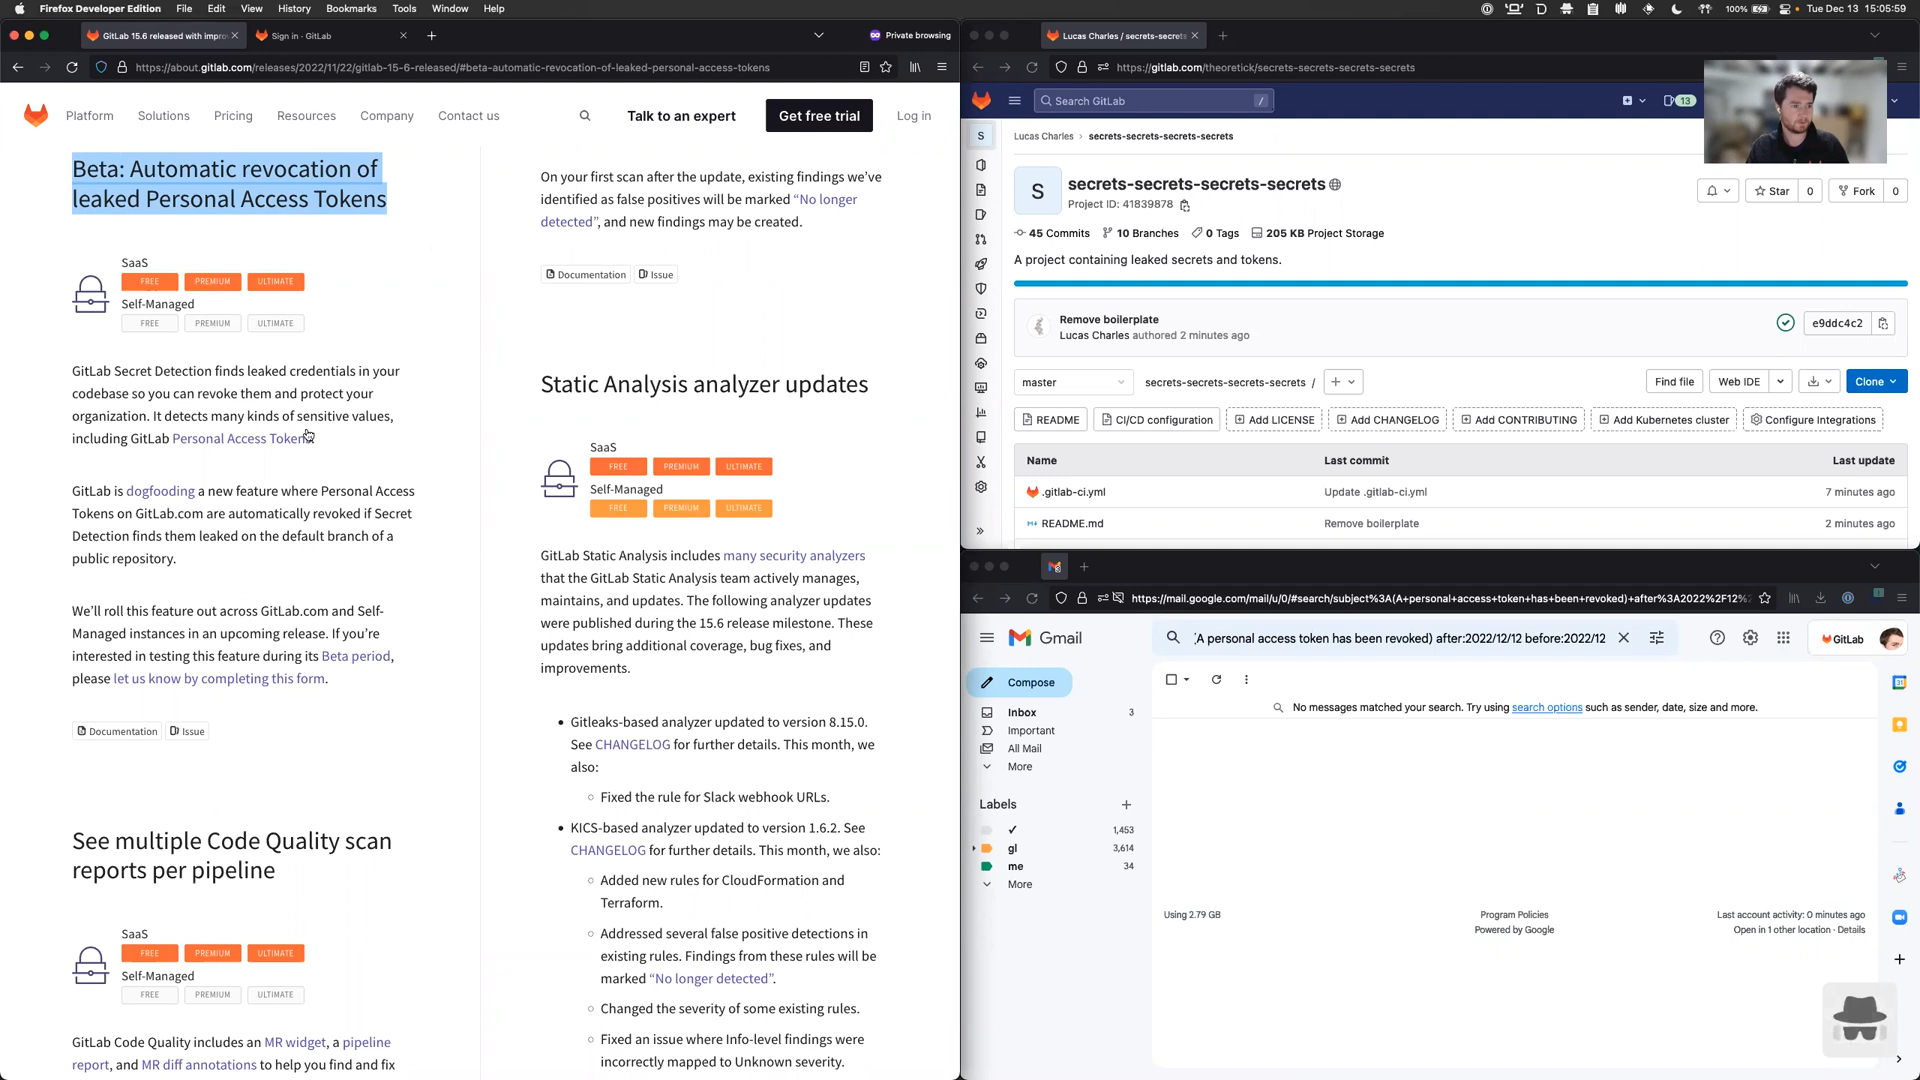 Firefox Developer Edition File Edit View History Bookmarks Tools Window Help
100% Tue Dec 13 15:05:59
GitLab 15.6 released with impro
Sign in · GitLab
Private browsing
https://about.gitlab.com/releases/2022/11/22/gitlab-15-6-released/#beta-automatic-revocation-of-leaked-personal-access-tokens
Platform Solutions Pricing Resources Company Contact us Talk to an expert Get free trial Log in
Beta: Automatic revocation of
leaked Personal Access Tokens
SaaS
FREE PREMIUM ULTIMATE
Self-Managed
FREE PREMIUM ULTIMATE
GitLab Secret Detection finds leaked credentials in your
codebase so you can revoke them and protect your
organization. It detects many kinds of sensitive values,
including GitLab Personal Access Tokens
GitLab is dogfooding a new feature where Personal Access
Tokens on GitLab.com are automatically revoked if Secret
Detection finds them leaked on the default branch of a
public repository.
We'll roll this feature out across GitLab.com and Self-
Managed instances in an upcoming release. If you're
interested in testing this feature during its Beta period,
please let us know by completing this form.
Documentation Issue
See multiple Code Quality scan
reports per pipeline
SaaS
FREE PREMIUM ULTIMATE
Self-Managed
FREE PREMIUM ULTIMATE
GitLab Code Quality includes an MR widget, a pipeline
report, and MR diff annotations to help you find and fix
On your first scan after the update, existing findings we've
identified as false positives will be marked “No longer
detected”, and new findings may be created.
Documentation Issue
Static Analysis analyzer updates
SaaS
FREE PREMIUM ULTIMATE
Self-Managed
FREE PREMIUM ULTIMATE
GitLab Static Analysis includes many security analyzers
that the GitLab Static Analysis team actively manages,
maintains, and updates. The following analyzer updates
were published during the 15.6 release milestone. These
updates bring additional coverage, bug fixes, and
improvements.
• Gitleaks-based analyzer updated to version 8.15.0.
See CHANGELOG for further details. This month, we
also:
○ Fixed the rule for Slack webhook URLs.
• KICS-based analyzer updated to version 1.6.2. See
CHANGELOG for further details. This month, we also:
○ Added new rules for CloudFormation and
Terraform.
○ Addressed several false positive detections in
existing rules. Findings from these rules will be
marked “No longer detected”.
○ Changed the severity of some existing rules.
○ Fixed an issue where Info-level findings were
incorrectly mapped to Unknown severity.
Lucas Charles / secrets-secrets
https://gitlab.com/theoretick/secrets-secrets-secrets-secrets
Search GitLab /
13
S
Lucas Charles › secrets-secrets-secrets-secrets
S
secrets-secrets-secrets-secrets
Project ID: 41839878
Star 0 Fork 0
45 Commits 10 Branches 0 Tags 205 KB Project Storage
A project containing leaked secrets and tokens.
Remove boilerplate
Lucas Charles authored 2 minutes ago
e9ddc4c2
master secrets-secrets-secrets-secrets / + Find file Web IDE Clone
README CI/CD configuration Add LICENSE Add CHANGELOG Add CONTRIBUTING Add Kubernetes cluster Configure Integrations
Name Last commit Last update
.gitlab-ci.yml Update .gitlab-ci.yml 7 minutes ago
README.md Remove boilerplate 2 minutes ago
https://mail.google.com/mail/u/0/#search/subject%3A(A+personal+access+token+has+been+revoked)+after%3A2022%2F12%2
Gmail
(A personal access token has been revoked) after:2022/12/12 before:2022/12
GitLab
Compose
Inbox 3
Important
All Mail
More
Labels +
✓ 1,453
gl 3,614
me 34
More
No messages matched your search. Try using search options such as sender, date, size and more.
Using 2.79 GB
Program Policies
Powered by Google
Last account activity: 0 minutes ago
Open in 1 other location · Details